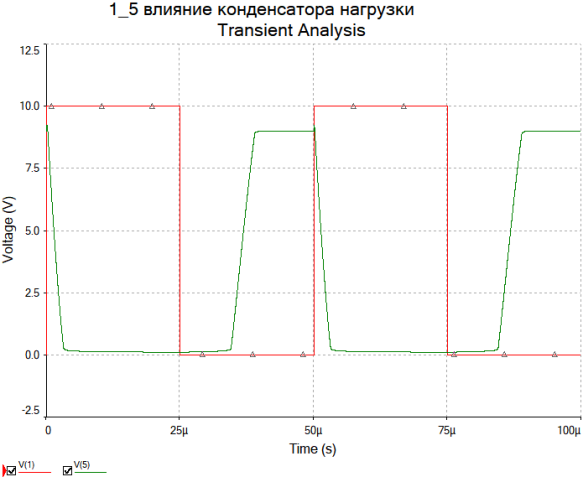 1_5 влияние конденсатора нагрузки
Transient Analysis
12.5
10.0
7.5
5.0
2.5
0.0
-2.5
Voltage (V)
0 25µ 50µ 75µ 100µ
Time (s)
V(1) V(5)